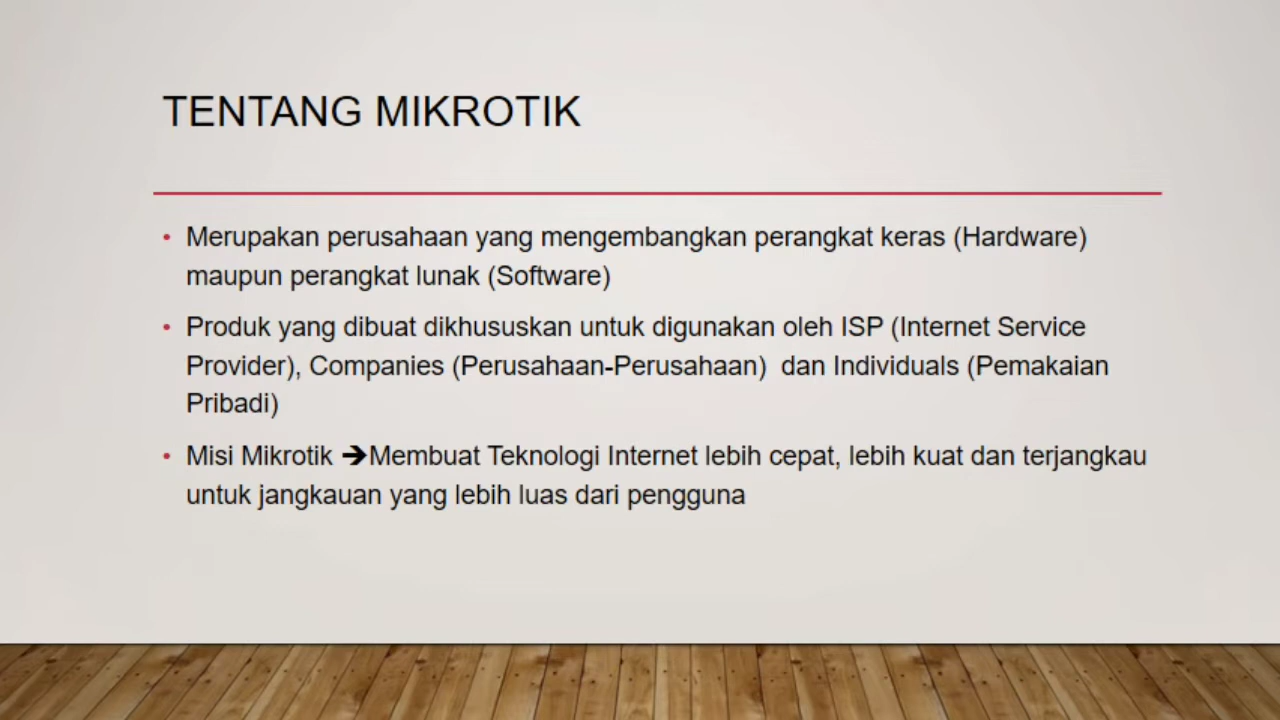 TENTANG MIKROTIK
• Merupakan perusahaan yang mengembangkan perangkat keras (Hardware)
maupun perangkat lunak (Software)
• Produk yang dibuat dikhususkan untuk digunakan oleh ISP (Internet Service
Provider), Companies (Perusahaan-Perusahaan)  dan Individuals (Pemakaian
Pribadi)
• Misi Mikrotik ➔Membuat Teknologi Internet lebih cepat, lebih kuat dan terjangkau
untuk jangkauan yang lebih luas dari pengguna